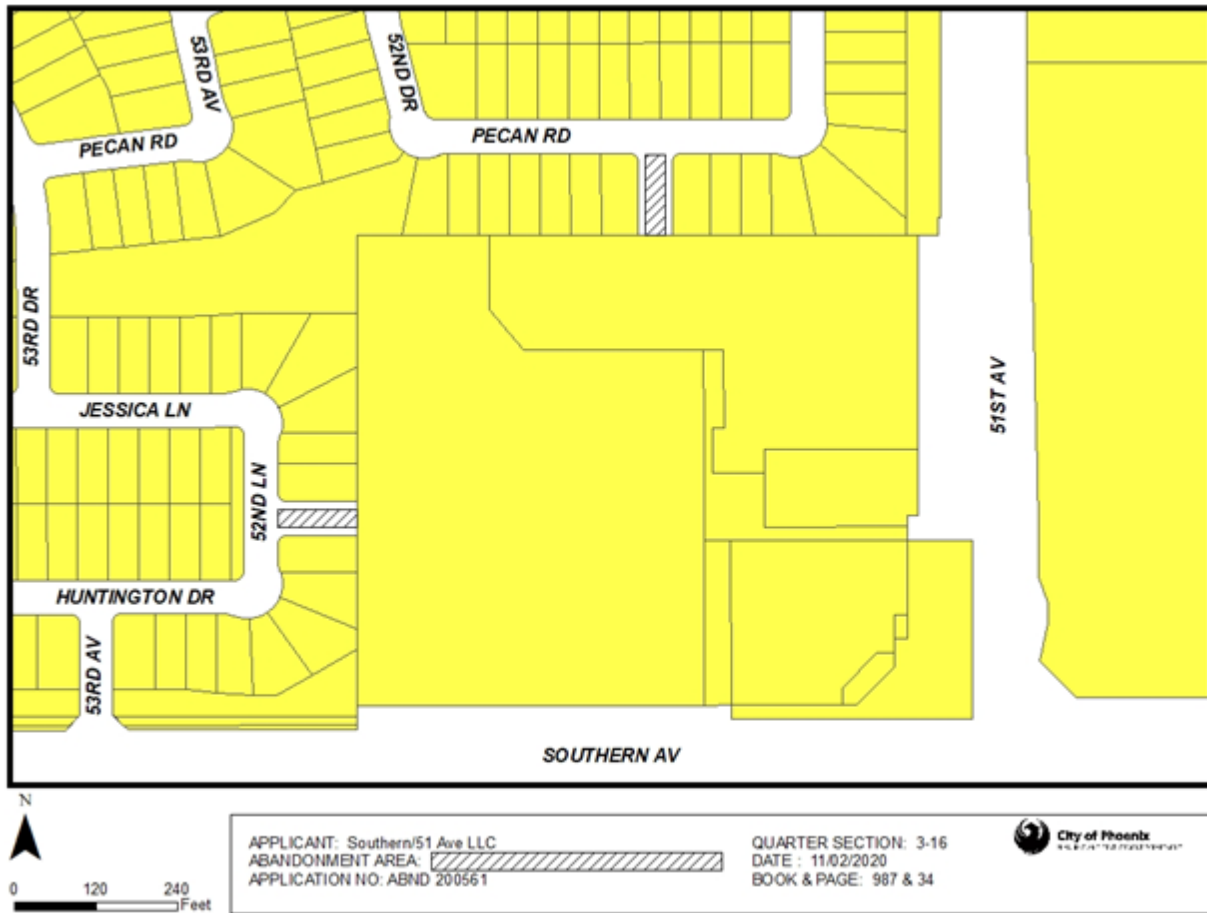 53RD AV
52ND DR
PECAN RD
PECAN RD
53RD DR
51ST AV
JESSICA LN
52ND LN
HUNTINGTON DR
53RD AV
SOUTHERN AV
N
0 120 240
Feet
APPLICANT: Southern/51 Ave LLC
ABANDONMENT AREA:
APPLICATION NO: ABND 200561
QUARTER SECTION: 3-16
DATE : 11/02/2020
BOOK & PAGE: 987 & 34
City of Phoenix